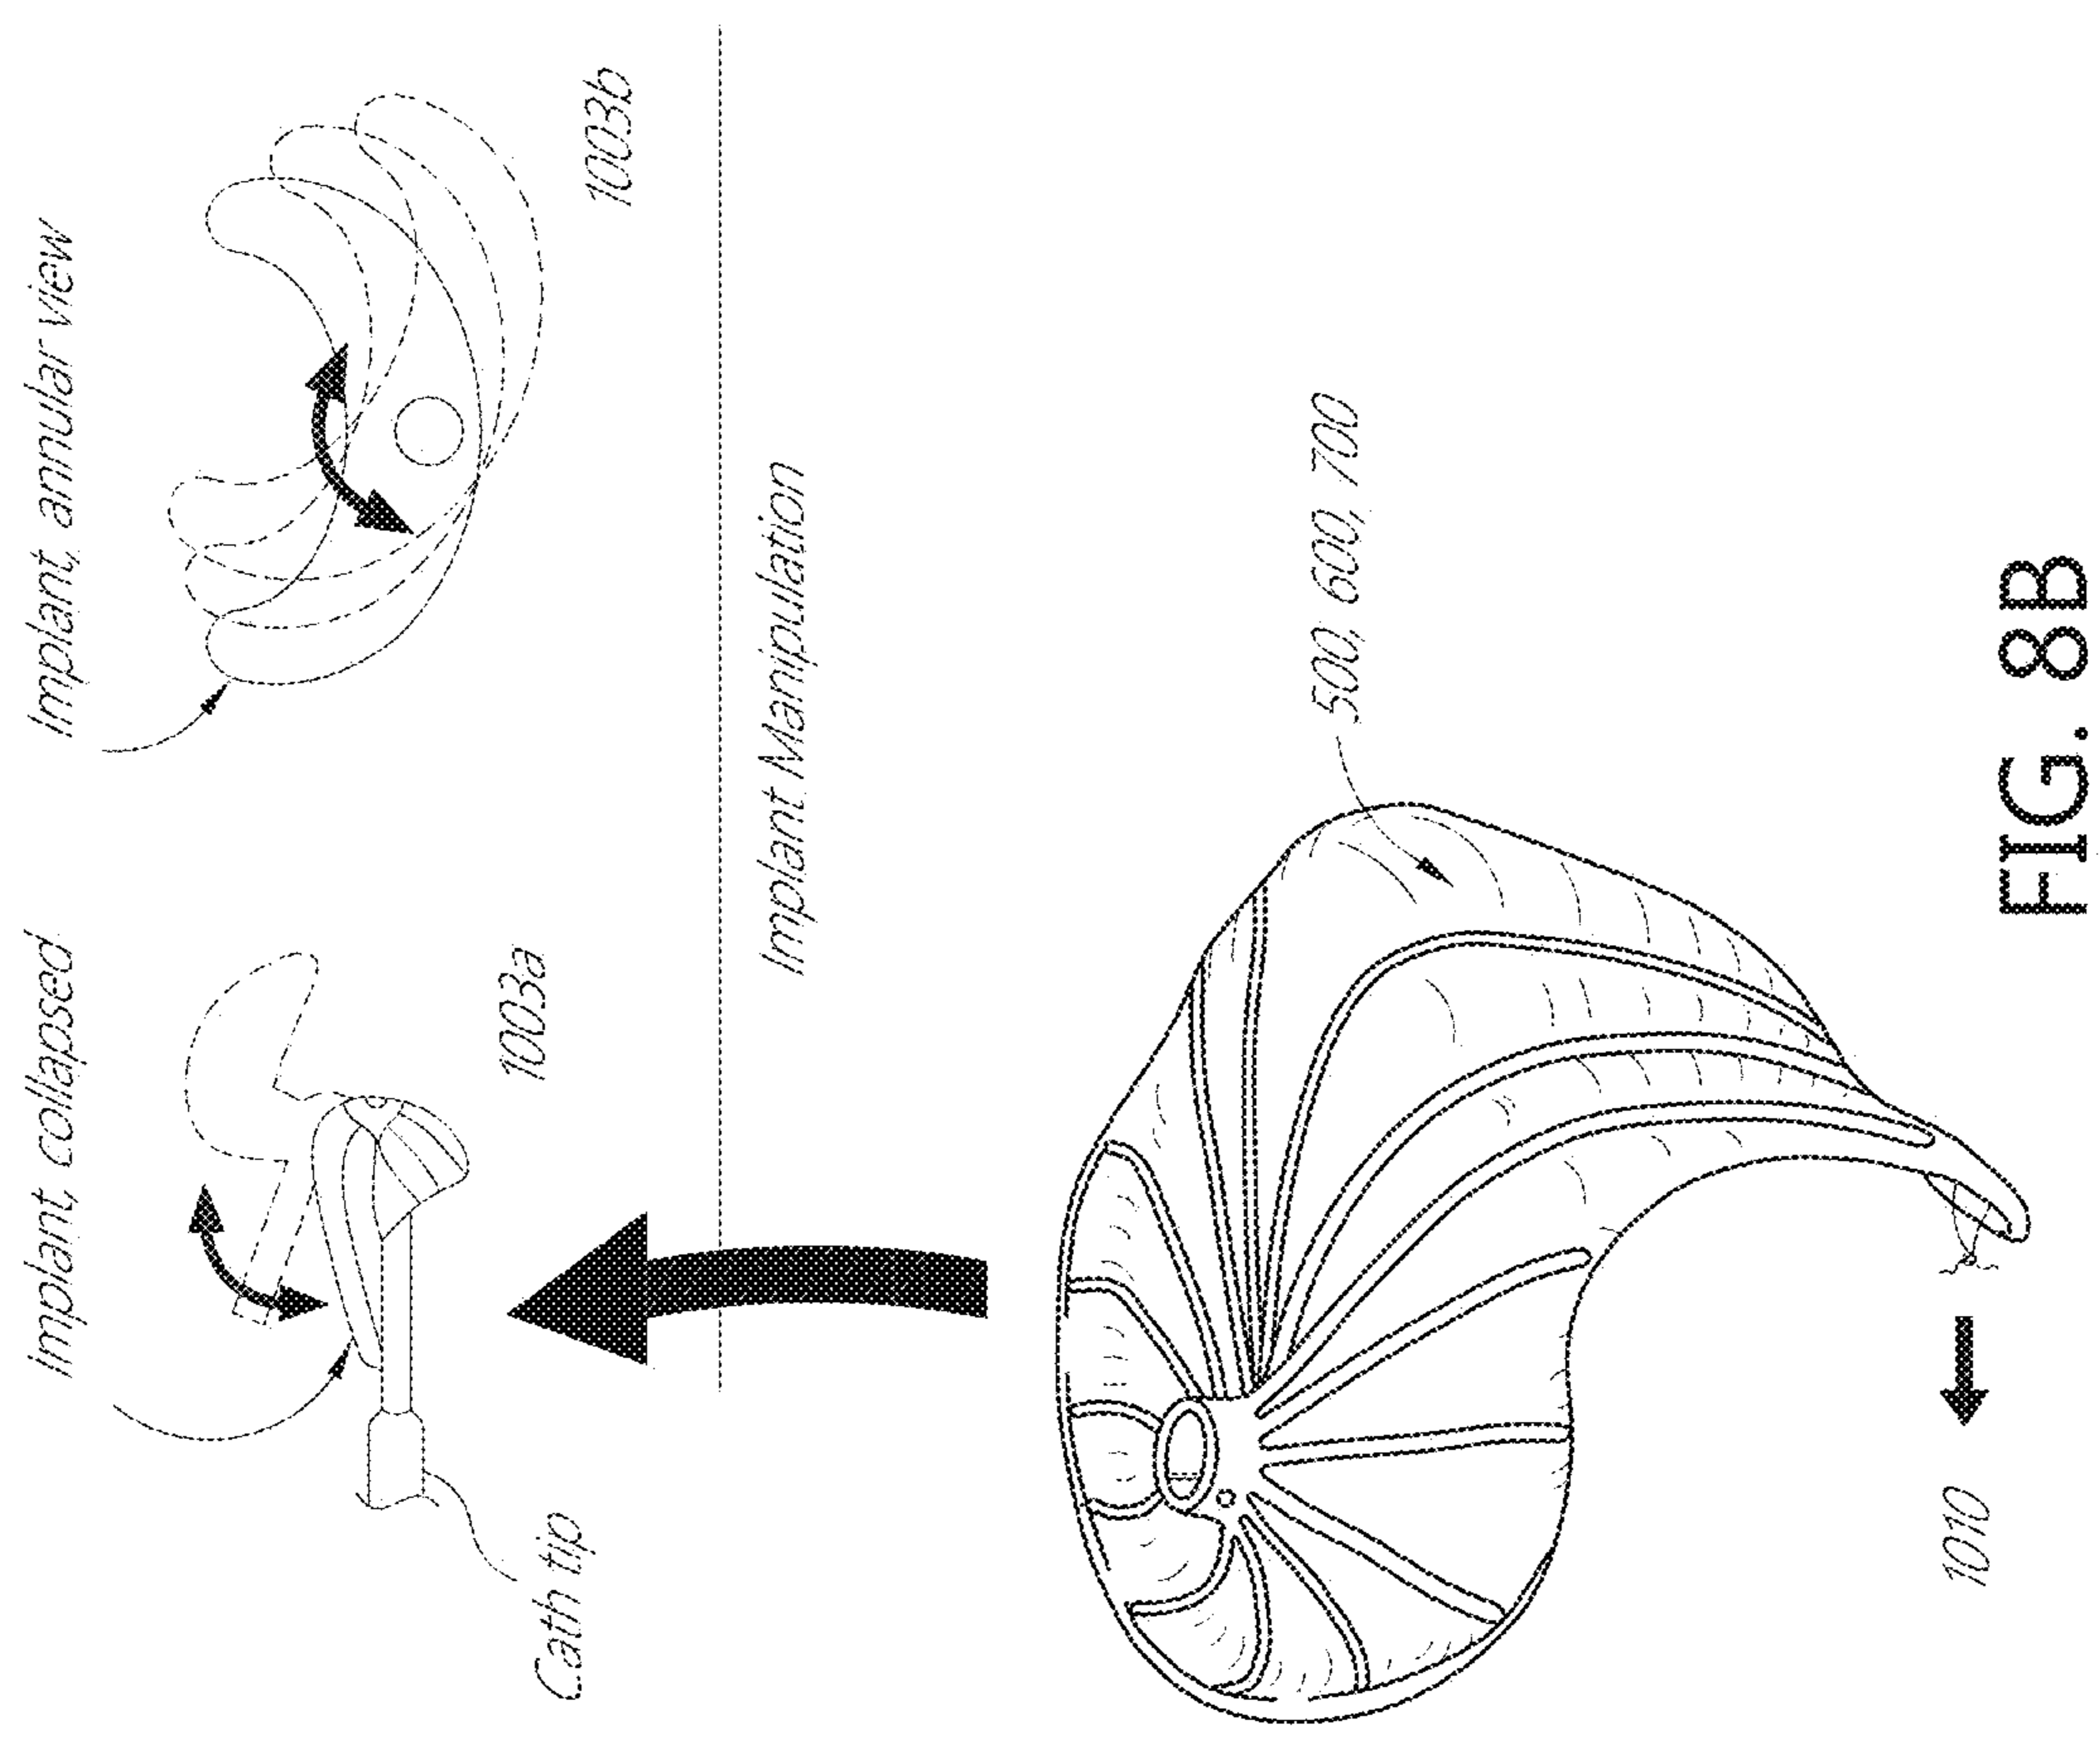 Implant, collapsed
Implant, annular view
1003a
1003b
Cath tip
Implant Manipulation
500, 600, 700
1010
FIG. 8B